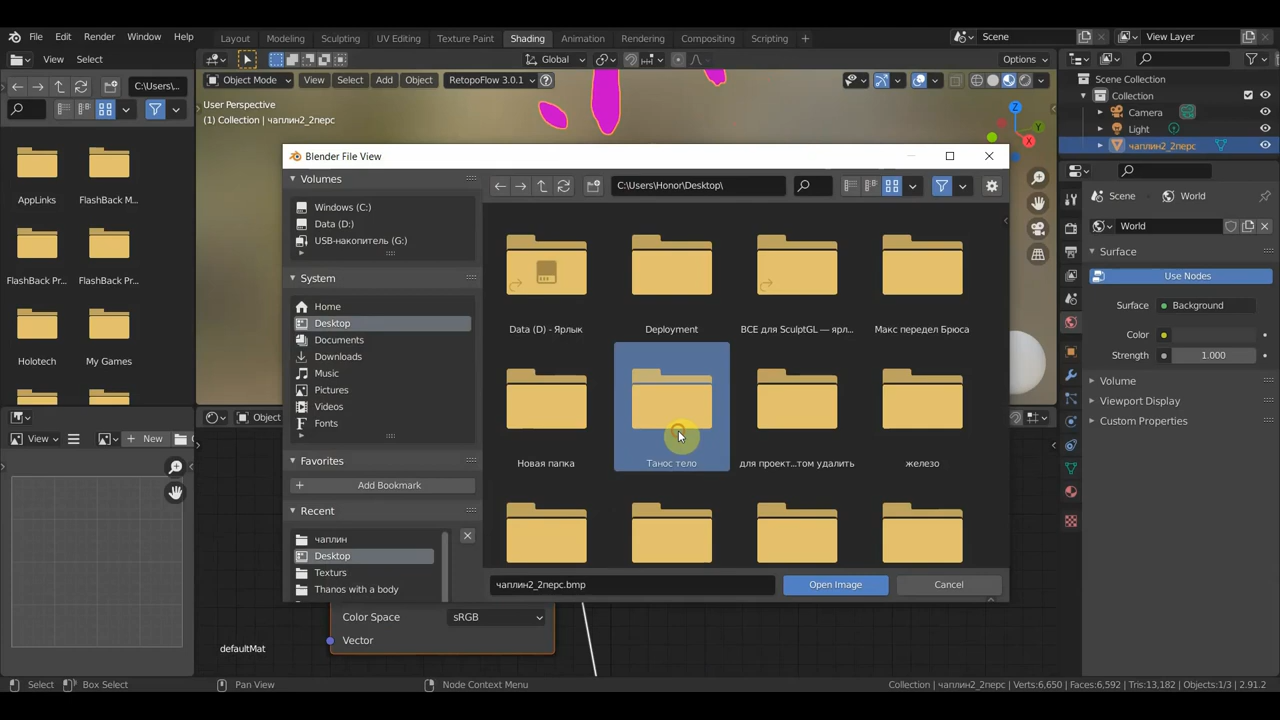 File Edit Render Window Help
Layout Modeling Sculpting UV Editing Texture Paint Shading Animation Rendering Compositing Scripting +
Scene
View Layer
View Select
Global
Options
C:\Users\...
Object Mode View Select Add Object RetopoFlow 3.0.1
User Perspective
(1) Collection | чаплин2_2перс
Scene Collection
Collection
Camera
Light
чаплин2_2перс
AppLinks
FlashBack M...
FlashBack Pr...
FlashBack Pr...
Holotech
My Games
Blender File View
Volumes
Windows (C:)
Data (D:)
USB-накопитель (G:)
System
Home
Desktop
Documents
Downloads
Music
Pictures
Videos
Fonts
Favorites
Add Bookmark
Recent
чаплин
Desktop
Texturs
Thanos with a body
C:\Users\Honor\Desktop\
Data (D) - Ярлык
Deployment
ВСЕ для SculptGL — ярл...
Макс передел Брюса
Новая папка
Танос тело
для проект...том удалить
железо
чаплин2_2перс.bmp
Open Image
Cancel
Scene World
World
Surface
Use Nodes
Surface Background
Color
Strength 1.000
Volume
Viewport Display
Custom Properties
View
New
Object
Color Space sRGB
Vector
defaultMat
Select Box Select Pan View Node Context Menu
Collection | чаплин2_2перс | Verts:6,650 | Faces:6,592 | Tris:13,182 | Objects:1/3 | 2.91.2